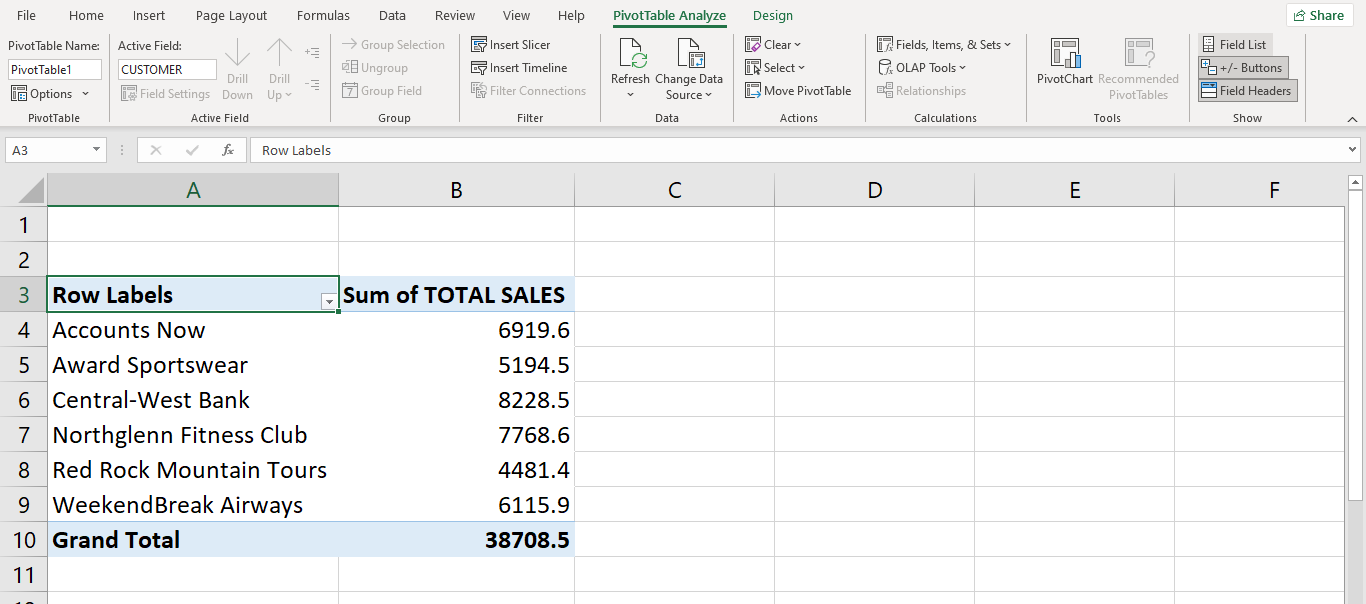 File Home Insert Page Layout Formulas Data Review View Help PivotTable Analyze Design Share
PivotTable Name:
PivotTable1
Options
PivotTable
Active Field:
CUSTOMER
Field Settings
Drill
Down
Drill
Up
Active Field
Group Selection
Ungroup
Group Field
Group
Insert Slicer
Insert Timeline
Filter Connections
Filter
Refresh
Change Data
Source
Data
Clear
Select
Move PivotTable
Actions
Fields, Items, & Sets
OLAP Tools
Relationships
Calculations
PivotChart
Recommended
PivotTables
Tools
Field List
+/- Buttons
Field Headers
Show
A3 fx Row Labels
A B C D E F
1
2
3 Row Labels Sum of TOTAL SALES
4 Accounts Now 6919.6
5 Award Sportswear 5194.5
6 Central-West Bank 8228.5
7 Northglenn Fitness Club 7768.6
8 Red Rock Mountain Tours 4481.4
9 WeekendBreak Airways 6115.9
10 Grand Total 38708.5
11